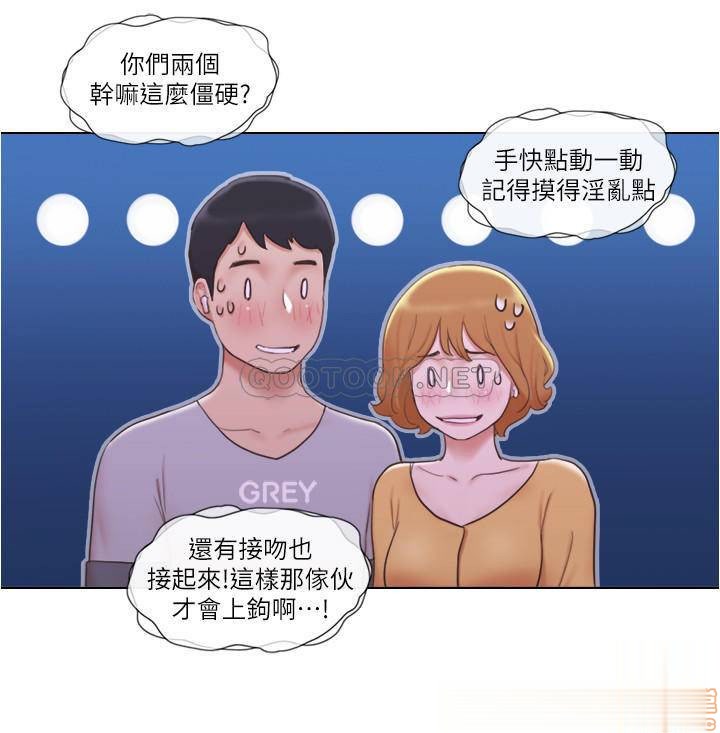 你們兩個
幹嘛這麼僵硬?
手快點動一動
記得摸得淫亂點
QOOTOON.NET
GREY
還有接吻也
接起來!這樣那傢伙
才會上鉤啊…!